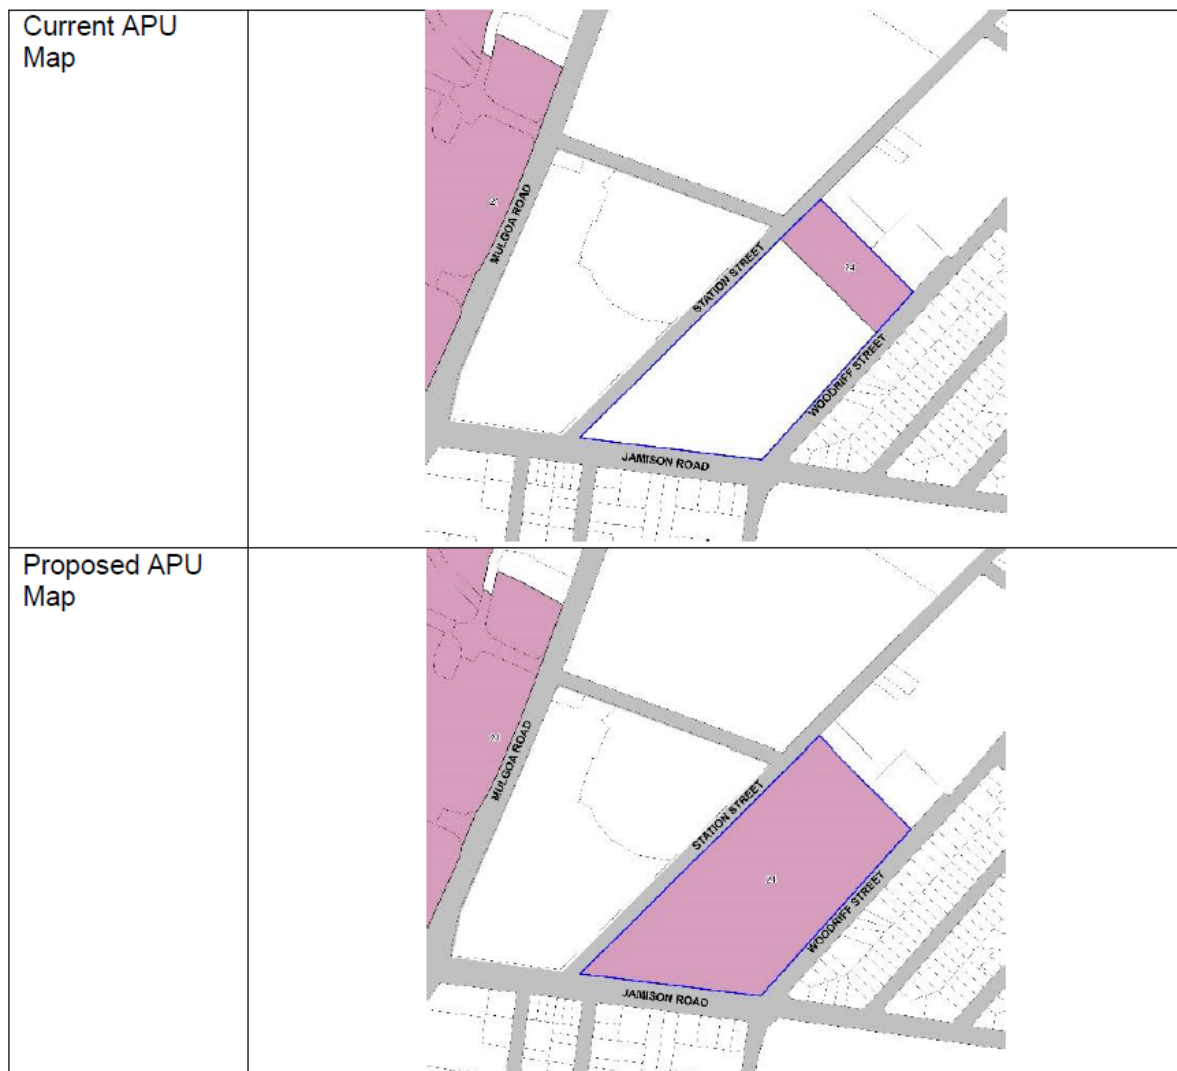 Current APU
Map
MULGOA ROAD
STATION STREET
24
WOODRIFF STREET
JAMISON ROAD
Proposed APU
Map
MULGOA ROAD
STATION STREET
WOODRIFF STREET
JAMISON ROAD